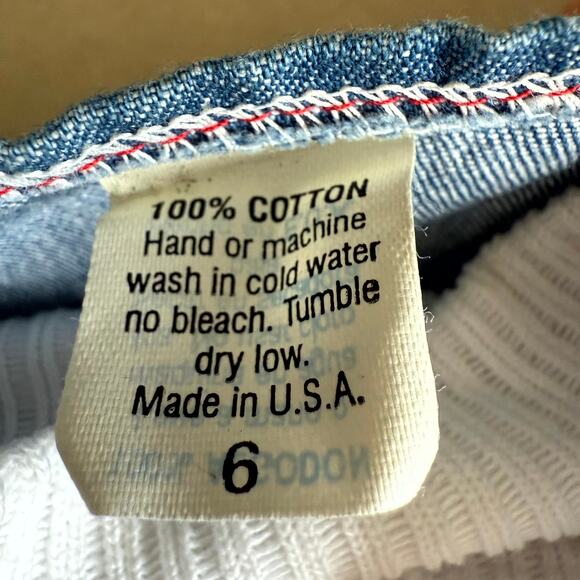 100% COTTON
Hand or machine
wash in cold water
no bleach. Tumble
dry low.
Made in U.S.A.
6